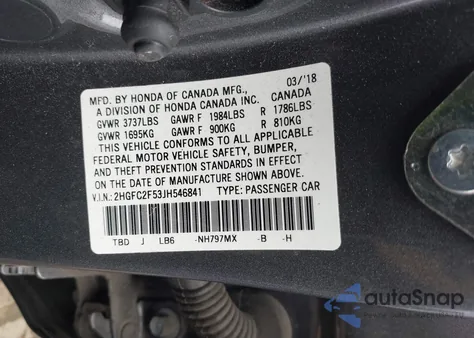 MFD. BY HONDA OF CANADA MFG., 03/'18
A DIVISION OF HONDA CANADA INC. CANADA
GVWR 3737LBS GAWR F 1984LBS R 1786LBS
GVWR 1695KG GAWR F 900KG R 810KG
THIS VEHICLE CONFORMS TO ALL APPLICABLE
FEDERAL MOTOR VEHICLE SAFETY, BUMPER,
AND THEFT PREVENTION STANDARDS IN EFFECT
ON THE DATE OF MANUFACTURE SHOWN ABOVE.
V.I.N.: 2HGFC2F53JH546841 TYPE: PASSENGER CAR
TBD J LB6 -NH797MX -B -H
autoSnap